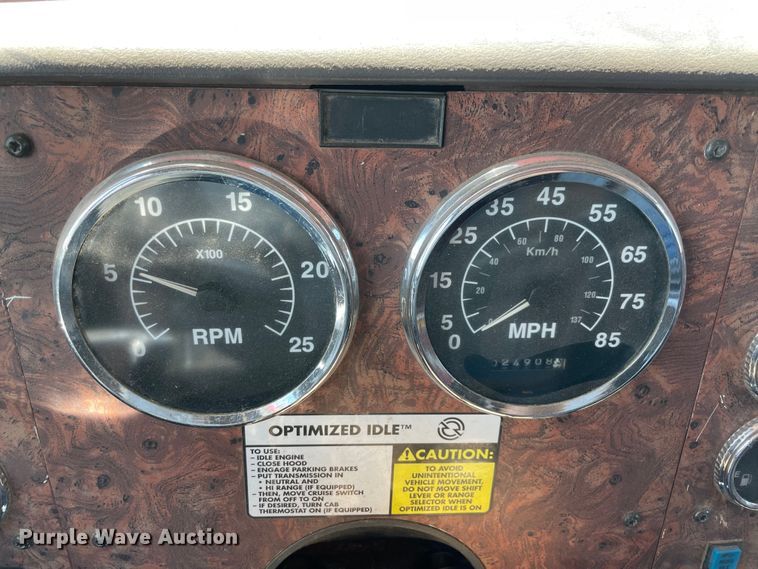 10 15
5 X100 20
0 RPM 25
45
35 55
25 60 80 65
40 Km/h 100
15 20 120 75
5 0 137
0 MPH 85
OPTIMIZED IDLE™
TO USE:
– IDLE ENGINE
– CLOSE HOOD
– ENGAGE PARKING BRAKES
– PUT TRANSMISSION IN
• NEUTRAL AND
• HI RANGE (IF EQUIPPED)
– THEN, MOVE CRUISE SWITCH
FROM OFF TO ON
– IF DESIRED, TURN CAB
THERMOSTAT ON (IF EQUIPPED)
CAUTION:
TO AVOID
UNINTENTIONAL
VEHICLE MOVEMENT,
DO NOT MOVE SHIFT
LEVER OR RANGE
SELECTOR WHEN
OPTIMIZED IDLE IS ON
E
Purple Wave Auction